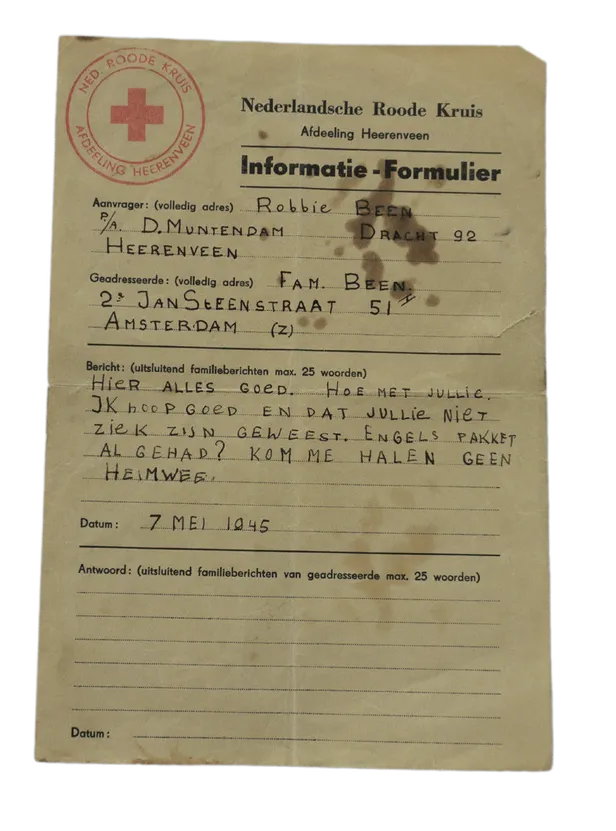 NED. ROODE KRUIS
AFDEELING HEERENVEEN
Nederlandsche Roode Kruis
Afdeeling Heerenveen
Informatie-Formulier
Aanvrager: (volledig adres) Robbie BEEN
P/A. D. MUNTENDAM DRACHT 92
HEERENVEEN
Geadresseerde: (volledig adres) FAM. BEEN.
2e JAN STEENSTRAAT 51 I
AMSTERDAM (Z)
Bericht: (uitsluitend familieberichten max. 25 woorden)
HiER ALLES GOED. HOE MET JULLiE.
IK HOOP GOED EN DAT JULLiE NiET
ZiEK ZIJN GEWEEST. ENGELS PAKKET
AL GEHAD? KOM ME HALEN GEEN
HEiMWEE.
Datum: 7 MEI 1945
Antwoord: (uitsluitend familieberichten van geadresseerde max. 25 woorden)
Datum: